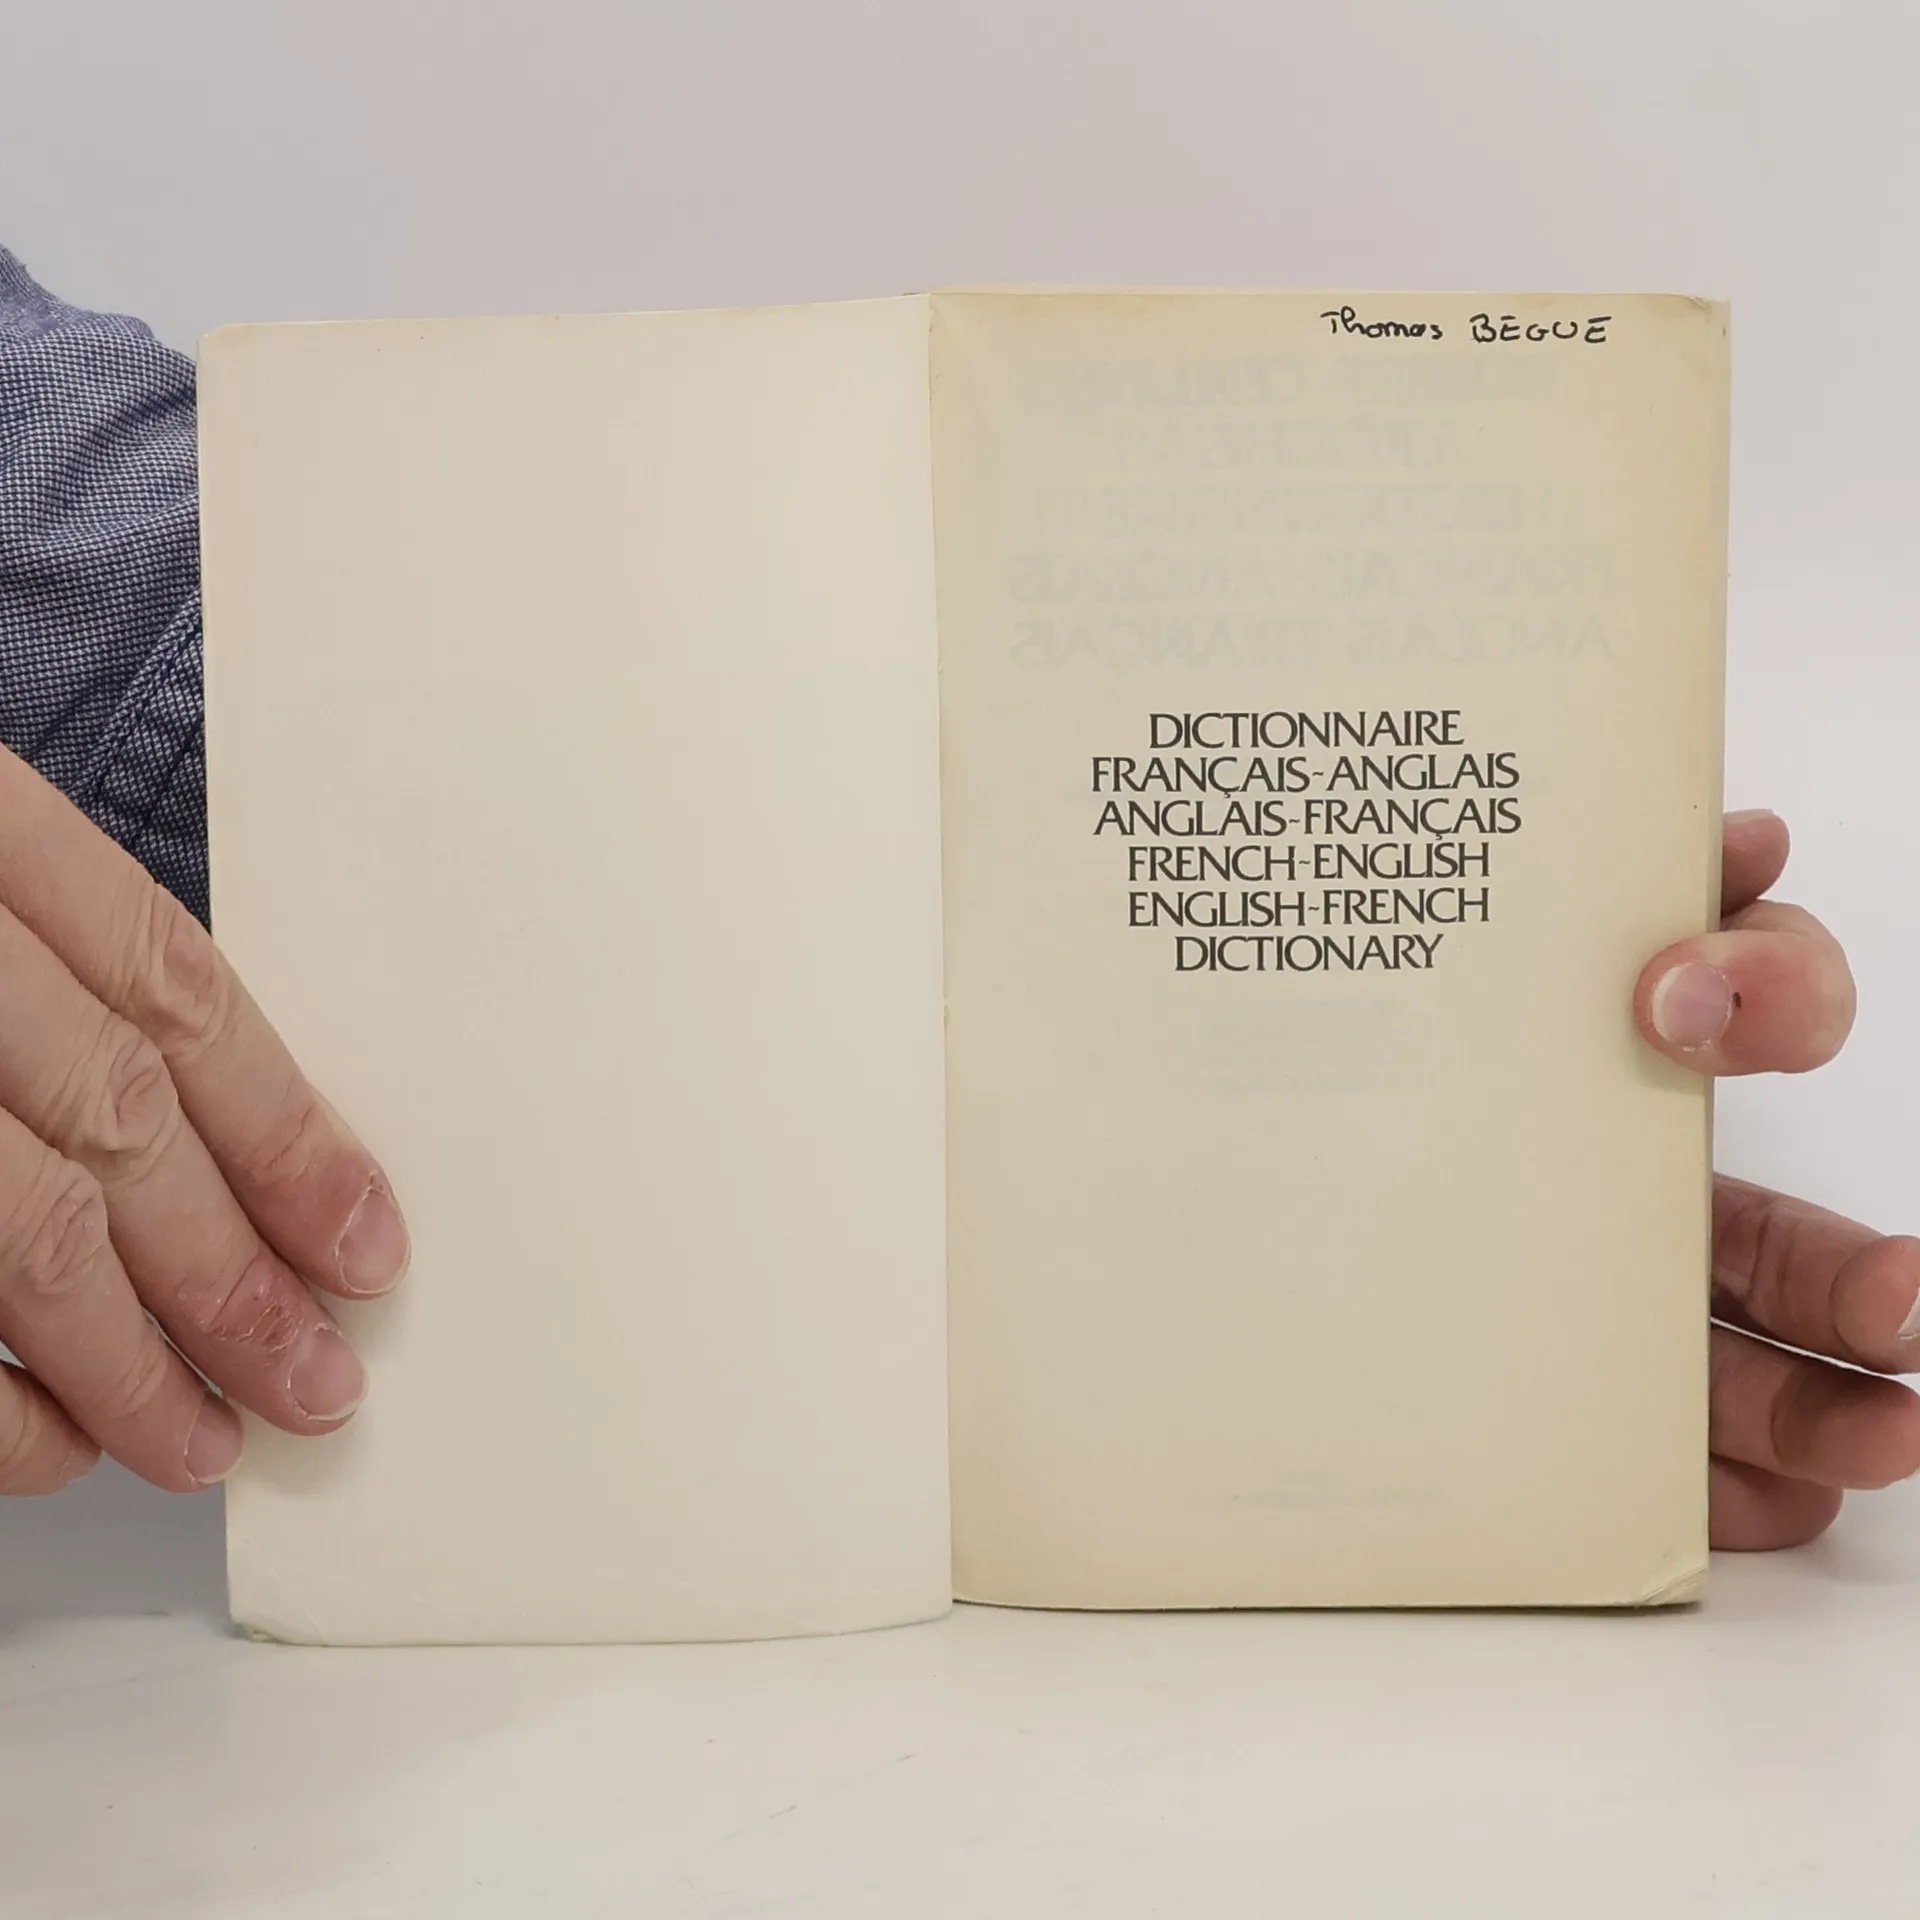 Thomas BEGUE
DICTIONNAIRE
FRANÇAIS~ANGLAIS
ANGLAIS~FRANÇAIS
FRENCH~ENGLISH
ENGLISH~FRENCH
DICTIONARY